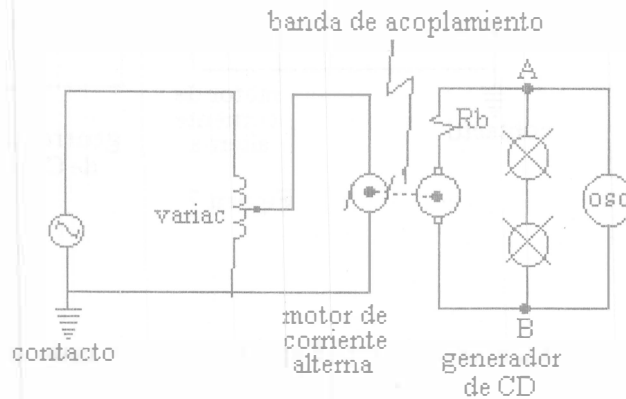 banda de acoplamiento
A
Rb
variac
osc
B
motor de
corriente
alterna
contacto
generador
de CD